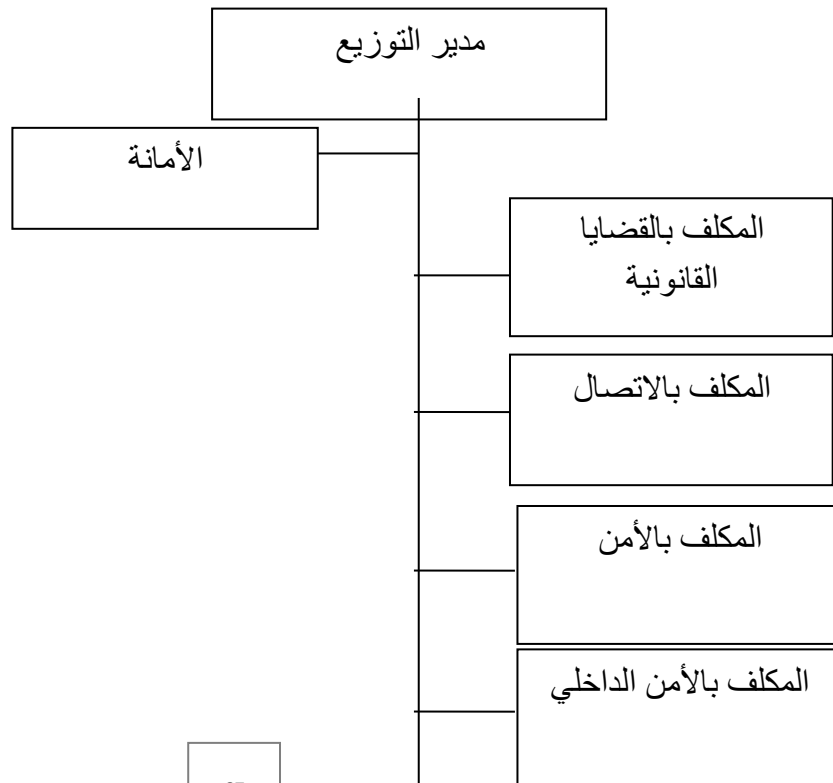 مدير التوزيع
الأمانة
المكلف بالقضايا
القانونية
المكلف بالاتصال
المكلف بالأمن
المكلف بالأمن الداخلي